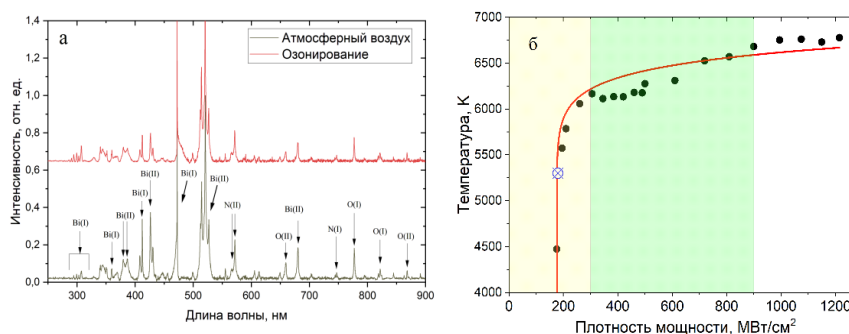 а
Атмосферный воздух
Озонирование
Интенсивность, отн. ед.
1,4
1,2
1,0
0,8
0,6
0,4
0,2
0,0
Bi(I)
Bi(I)
Bi(II)
Bi(I)
Bi(II)
Bi(I)
Bi(II)
N(II)
O(II)
Bi(II)
N(I)
O(I)
O(I)
O(II)
300
400
500
600
700
800
900
Длина волны, нм
б
Температура, К
7000
6500
6000
5500
5000
4500
4000
0
200
400
600
800
1000
1200
Плотность мощности, МВт/см²